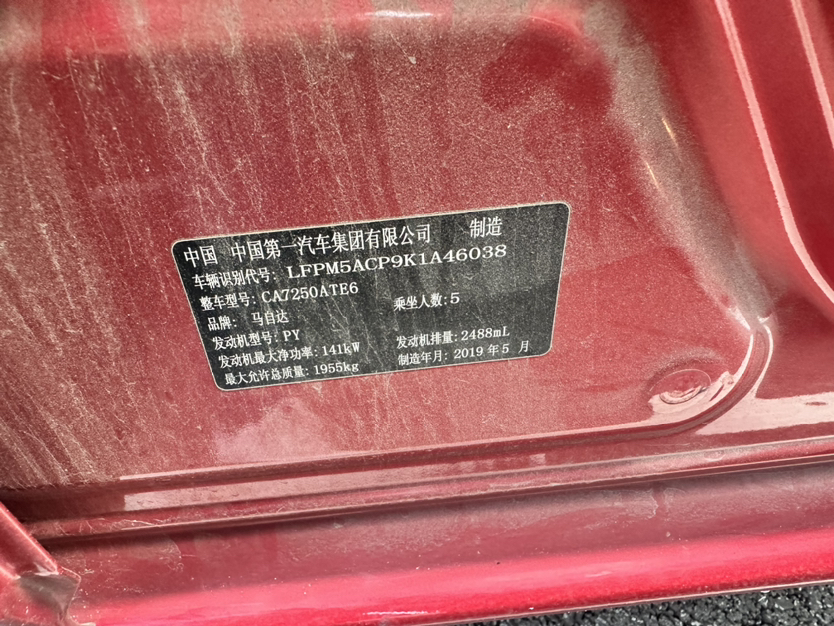 中国 中国第一汽车集团有限公司 制造
车辆识别代号: LFPM5ACP9K1A46038
整车型号: CA7250ATE6 乘坐人数: 5
品牌: 马自达
发动机型号: PY 发动机排量: 2488mL
发动机最大净功率: 141kW 制造年月: 2019 年 5 月
最大允许总质量: 1955kg